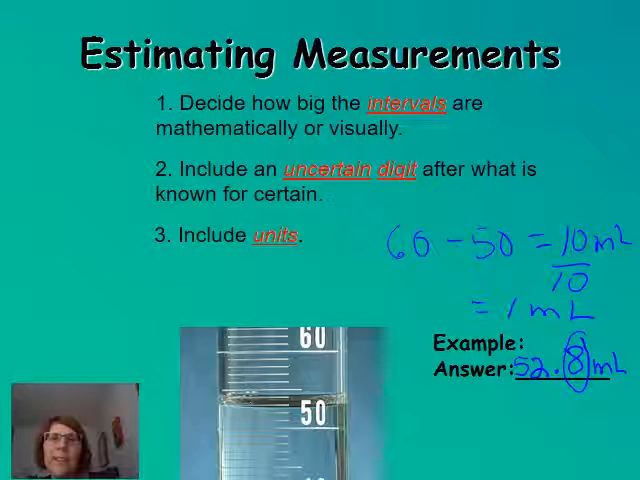 Estimating Measurements
1. Decide how big the intervals are
mathematically or visually.
2. Include an uncertain digit after what is
known for certain.
3. Include units.
60 - 50 = 10 mL
10
= 1 mL
60
50
Example:
Answer: 52.8 mL